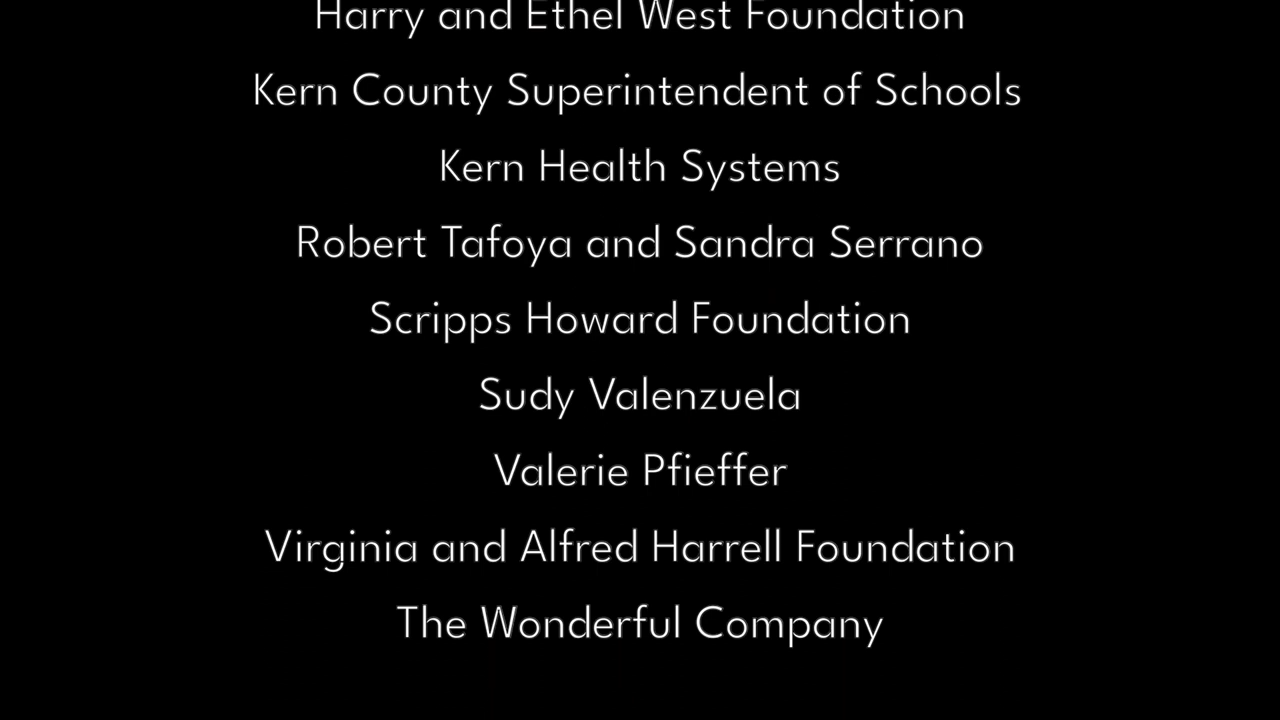 Harry and Ethel West Foundation
Kern County Superintendent of Schools
Kern Health Systems
Robert Tafoya and Sandra Serrano
Scripps Howard Foundation
Sudy Valenzuela
Valerie Pfieffer
Virginia and Alfred Harrell Foundation
The Wonderful Company